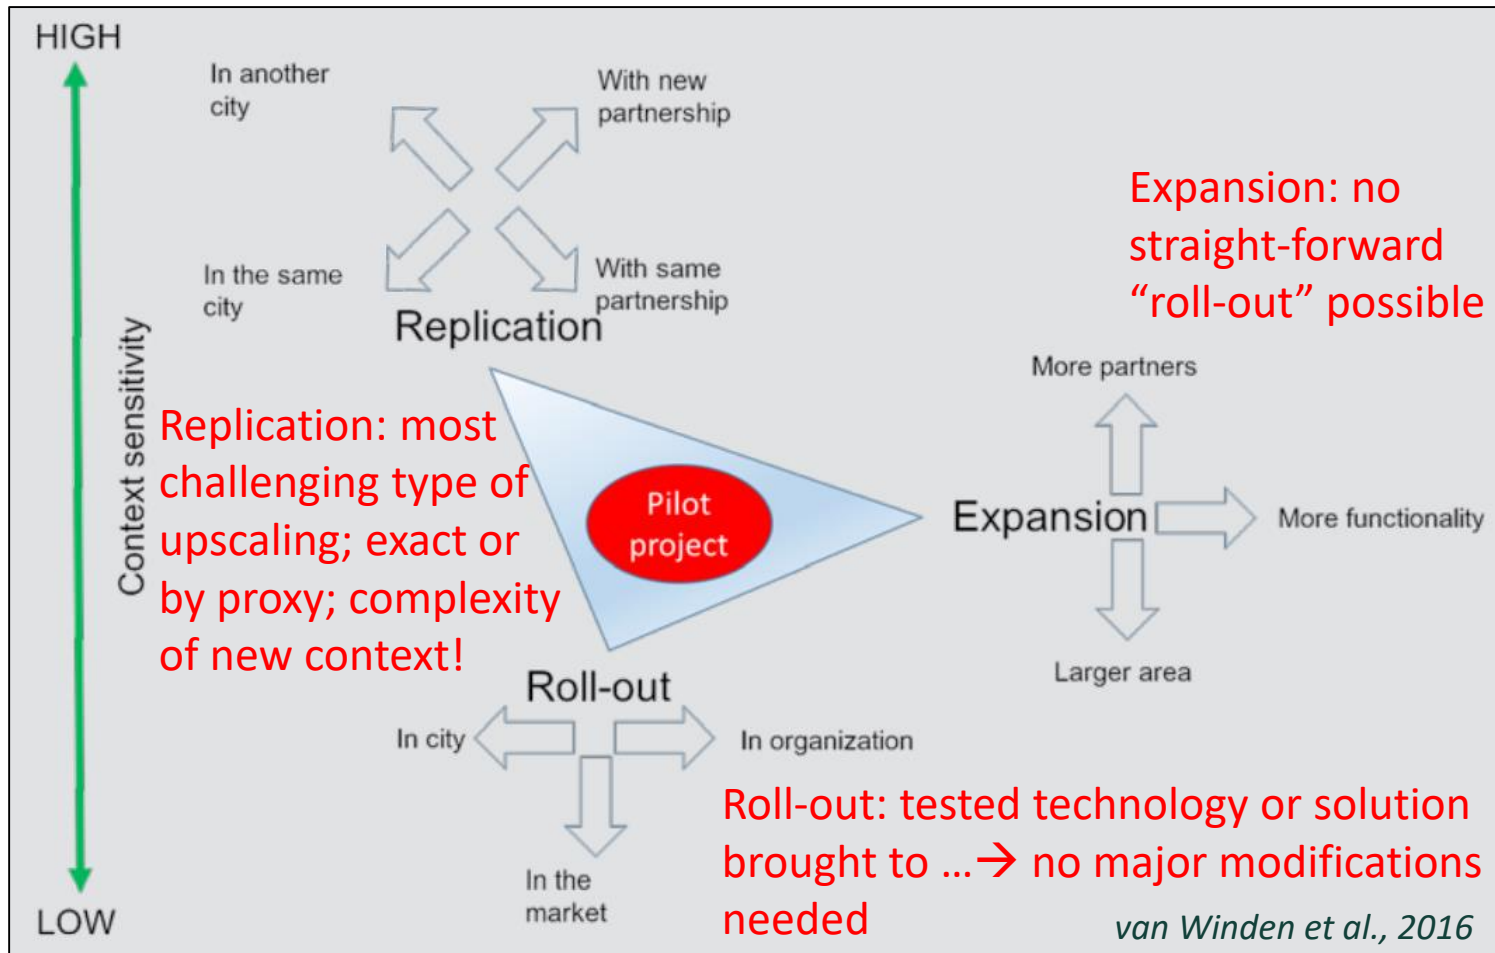 HIGH
In another
city
With new
partnership
In the same
city
With same
partnership
Replication
Context sensitivity
Expansion: no
straight-forward
“roll-out” possible
More partners
Replication: most
challenging type of
upscaling; exact or
by proxy; complexity
of new context!
Pilot
project
Expansion
More functionality
Larger area
Roll-out
In city
In organization
In the
market
Roll-out: tested technology or solution
brought to …→ no major modifications
needed
LOW
van Winden et al., 2016